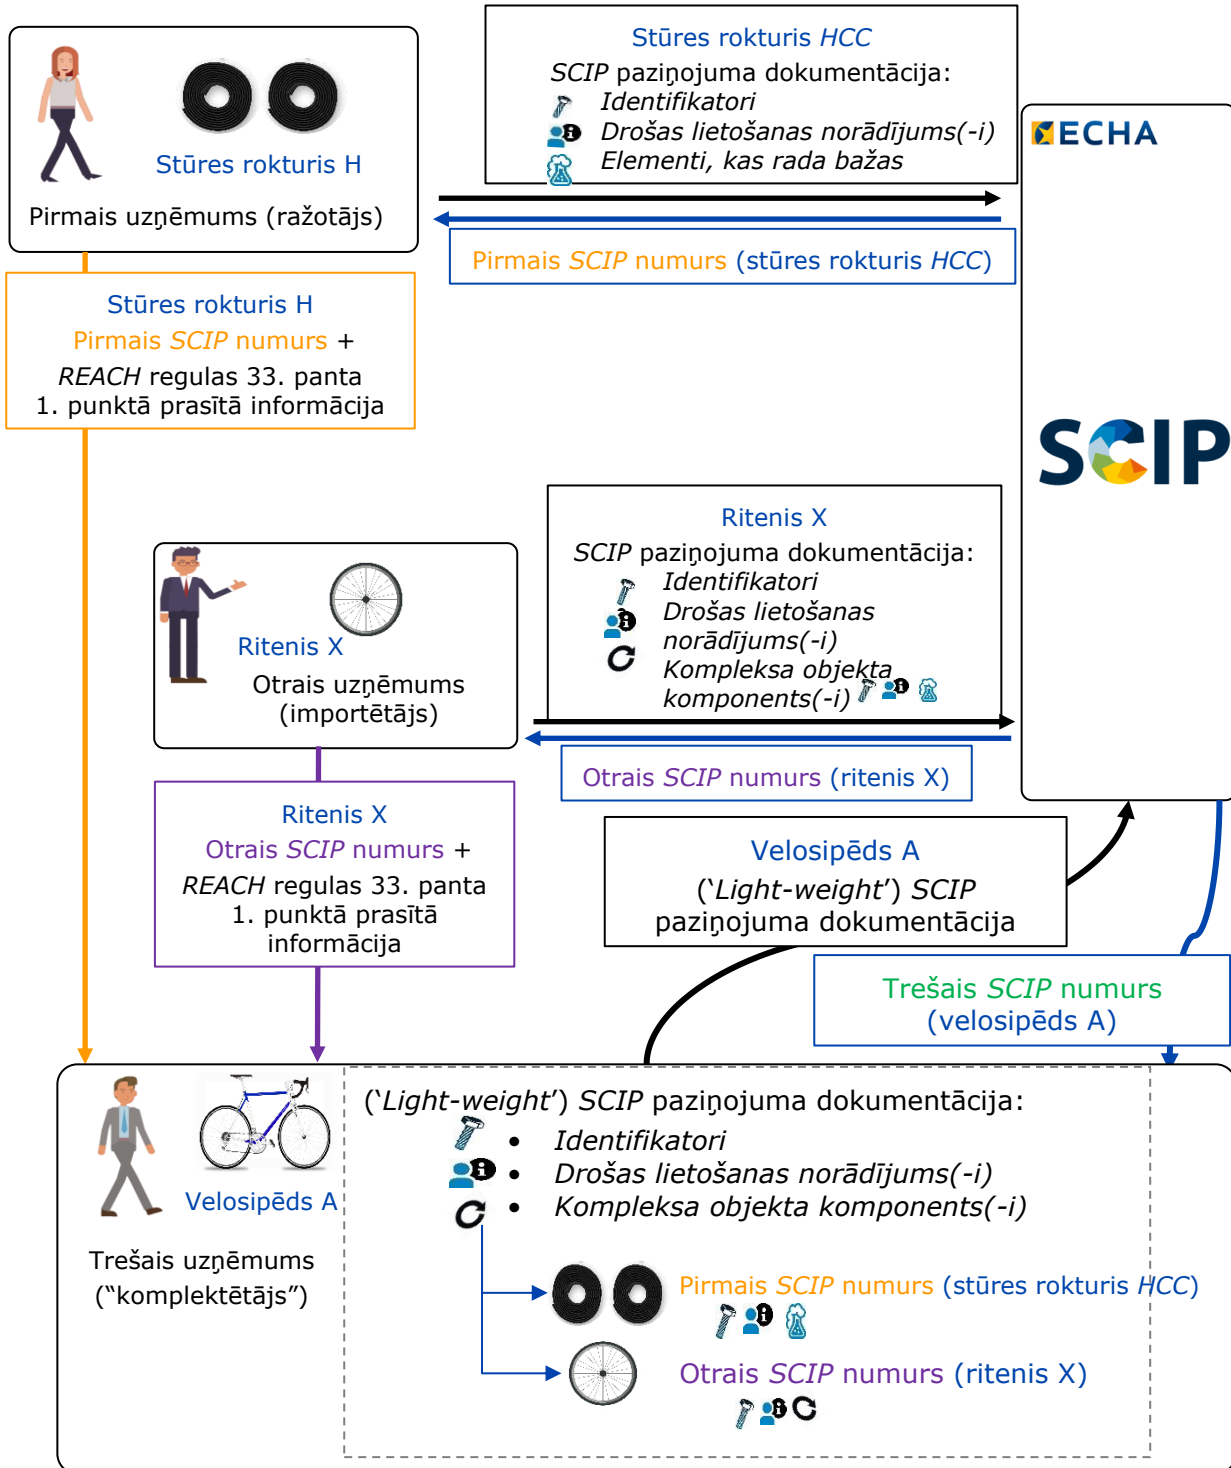 Stūres rokturis HCC
SCIP paziņojuma dokumentācija:
Identifikatori
Drošas lietošanas norādījums(-i)
Elementi, kas rada bažas
Stūres rokturis H
Pirmais uzņēmums (ražotājs)
ECHA
Pirmais SCIP numurs (stūres rokturis HCC)
Stūres rokturis H
Pirmais SCIP numurs +
REACH regulas 33. panta
1. punktā prasītā informācija
SCIP
Ritenis X
SCIP paziņojuma dokumentācija:
Identifikatori
Drošas lietošanas
norādījums(-i)
Kompleksa objekta
komponents(-i)
Ritenis X
Otrais uzņēmums
(importētājs)
Otrais SCIP numurs (ritenis X)
Ritenis X
Otrais SCIP numurs +
REACH regulas 33. panta
1. punktā prasītā
informācija
Velosipēds A
(‘Light-weight’) SCIP
paziņojuma dokumentācija
Trešais SCIP numurs
(velosipēds A)
Velosipēds A
Trešais uzņēmums
(“komplektētājs”)
(‘Light-weight’) SCIP paziņojuma dokumentācija:
• Identifikatori
• Drošas lietošanas norādījums(-i)
• Kompleksa objekta komponents(-i)
Pirmais SCIP numurs (stūres rokturis HCC)
Otrais SCIP numurs (ritenis X)